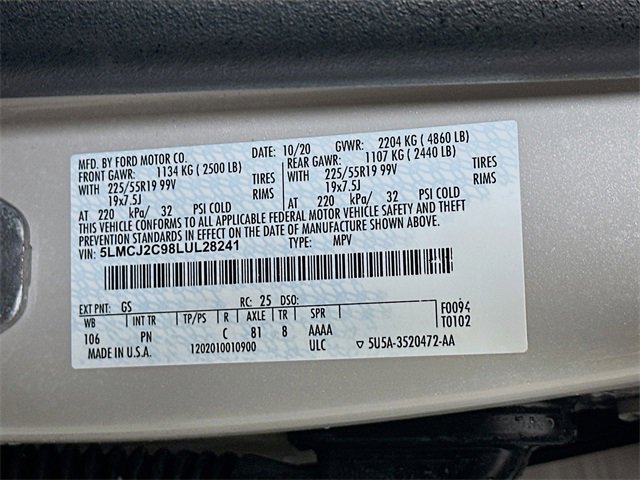 MFD. BY FORD MOTOR CO. DATE: 10/20 GVWR: 2204 KG ( 4860 LB)
FRONT GAWR: 1134 KG ( 2500 LB) REAR GAWR: 1107 KG ( 2440 LB)
WITH 225/55R19 99V TIRES WITH 225/55R19 99V TIRES
19x7.5J RIMS 19x7.5J RIMS
AT 220 kPa/ 32 PSI COLD AT 220 kPa/ 32 PSI COLD
THIS VEHICLE CONFORMS TO ALL APPLICABLE FEDERAL MOTOR VEHICLE SAFETY AND THEFT
PREVENTION STANDARDS IN EFFECT ON THE DATE OF MANUFACTURE SHOWN ABOVE.
VIN: 5LMCJ2C98LUL28241 TYPE: MPV
EXT PNT: GS RC: 25 DSO: F0094
WB INT TR TP/PS R AXLE TR SPR T0102
106 PN C 81 8 AAAA
MADE IN U.S.A. 1202010010900 ULC ▽ 5U5A-3520472-AA